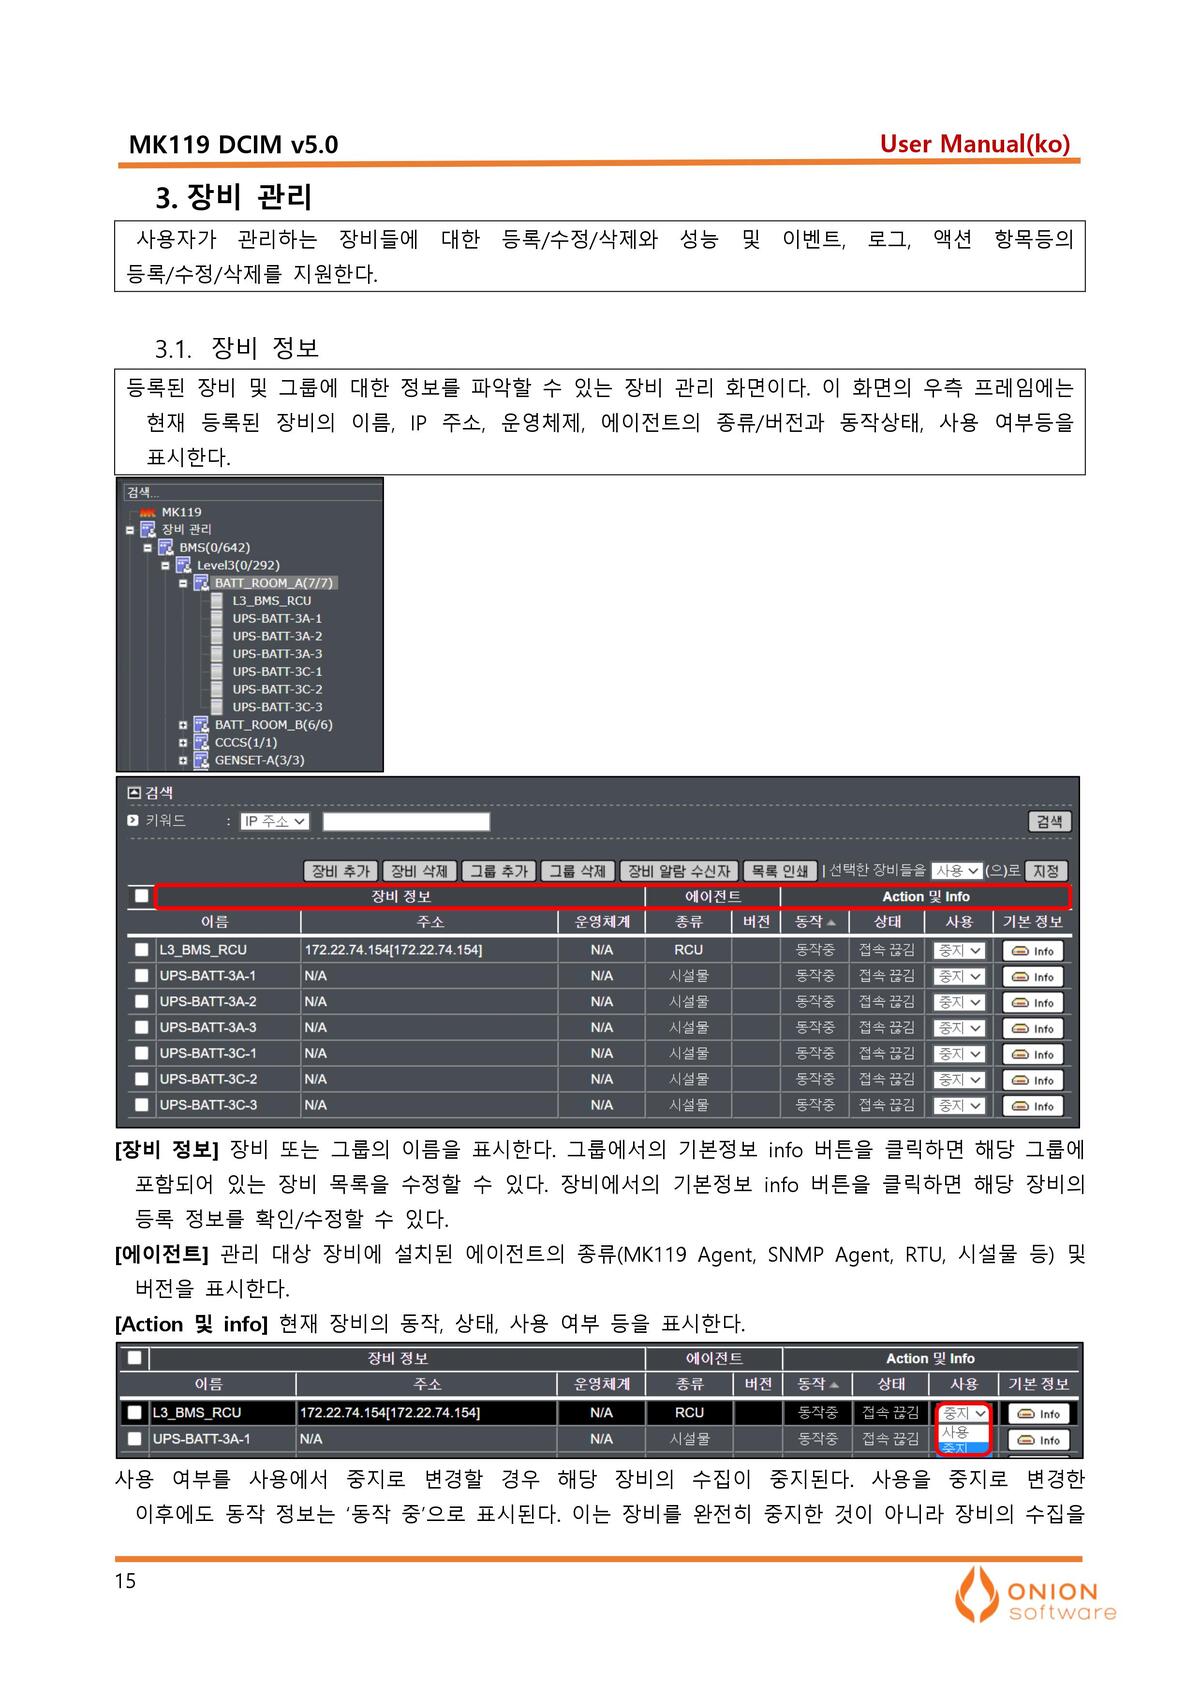 MK119 DCIM v5.0 User Manual(ko)
3. 장비 관리
사용자가 관리하는 장비들에 대한 등록/수정/삭제와 성능 및 이벤트, 로그, 액션 항목등의
등록/수정/삭제를 지원한다.
3.1. 장비 정보
등록된 장비 및 그룹에 대한 정보를 파악할 수 있는 장비 관리 화면이다. 이 화면의 우측 프레임에는
현재 등록된 장비의 이름, IP 주소, 운영체제, 에이전트의 종류/버전과 동작상태, 사용 여부등을
표시한다.
검색...
MK119
장비 관리
BMS(0/642)
Level3(0/292)
BATT_ROOM_A(7/7)
L3_BMS_RCU
UPS-BATT-3A-1
UPS-BATT-3A-2
UPS-BATT-3A-3
UPS-BATT-3C-1
UPS-BATT-3C-2
UPS-BATT-3C-3
BATT_ROOM_B(6/6)
CCCS(1/1)
GENSET-A(3/3)
검색
키워드 : IP 주소 검색
장비 추가 장비 삭제 그룹 추가 그룹 삭제 장비 알람 수신자 목록 인쇄 | 선택한 장비들을 사용 (으)로 지정
장비 정보 에이전트 Action 및 Info
이름 주소 운영체계 종류 버전 동작 상태 사용 기본 정보
L3_BMS_RCU 172.22.74.154[172.22.74.154] N/A RCU 동작중 접속 끊김 중지 Info
UPS-BATT-3A-1 N/A N/A 시설물 동작중 접속 끊김 중지 Info
UPS-BATT-3A-2 N/A N/A 시설물 동작중 접속 끊김 중지 Info
UPS-BATT-3A-3 N/A N/A 시설물 동작중 접속 끊김 중지 Info
UPS-BATT-3C-1 N/A N/A 시설물 동작중 접속 끊김 중지 Info
UPS-BATT-3C-2 N/A N/A 시설물 동작중 접속 끊김 중지 Info
UPS-BATT-3C-3 N/A N/A 시설물 동작중 접속 끊김 중지 Info
[장비 정보] 장비 또는 그룹의 이름을 표시한다. 그룹에서의 기본정보 info 버튼을 클릭하면 해당 그룹에
포함되어 있는 장비 목록을 수정할 수 있다. 장비에서의 기본정보 info 버튼을 클릭하면 해당 장비의
등록 정보를 확인/수정할 수 있다.
[에이전트] 관리 대상 장비에 설치된 에이전트의 종류(MK119 Agent, SNMP Agent, RTU, 시설물 등) 및
버전을 표시한다.
[Action 및 info] 현재 장비의 동작, 상태, 사용 여부 등을 표시한다.
장비 정보 에이전트 Action 및 Info
이름 주소 운영체계 종류 버전 동작 상태 사용 기본 정보
L3_BMS_RCU 172.22.74.154[172.22.74.154] N/A RCU 동작중 접속 끊김 중지 Info
사용
UPS-BATT-3A-1 N/A N/A 시설물 동작중 접속 끊김 중지 Info
사용 여부를 사용에서 중지로 변경할 경우 해당 장비의 수집이 중지된다. 사용을 중지로 변경한
이후에도 동작 정보는 ‘동작 중’으로 표시된다. 이는 장비를 완전히 중지한 것이 아니라 장비의 수집을
15
ONION
software